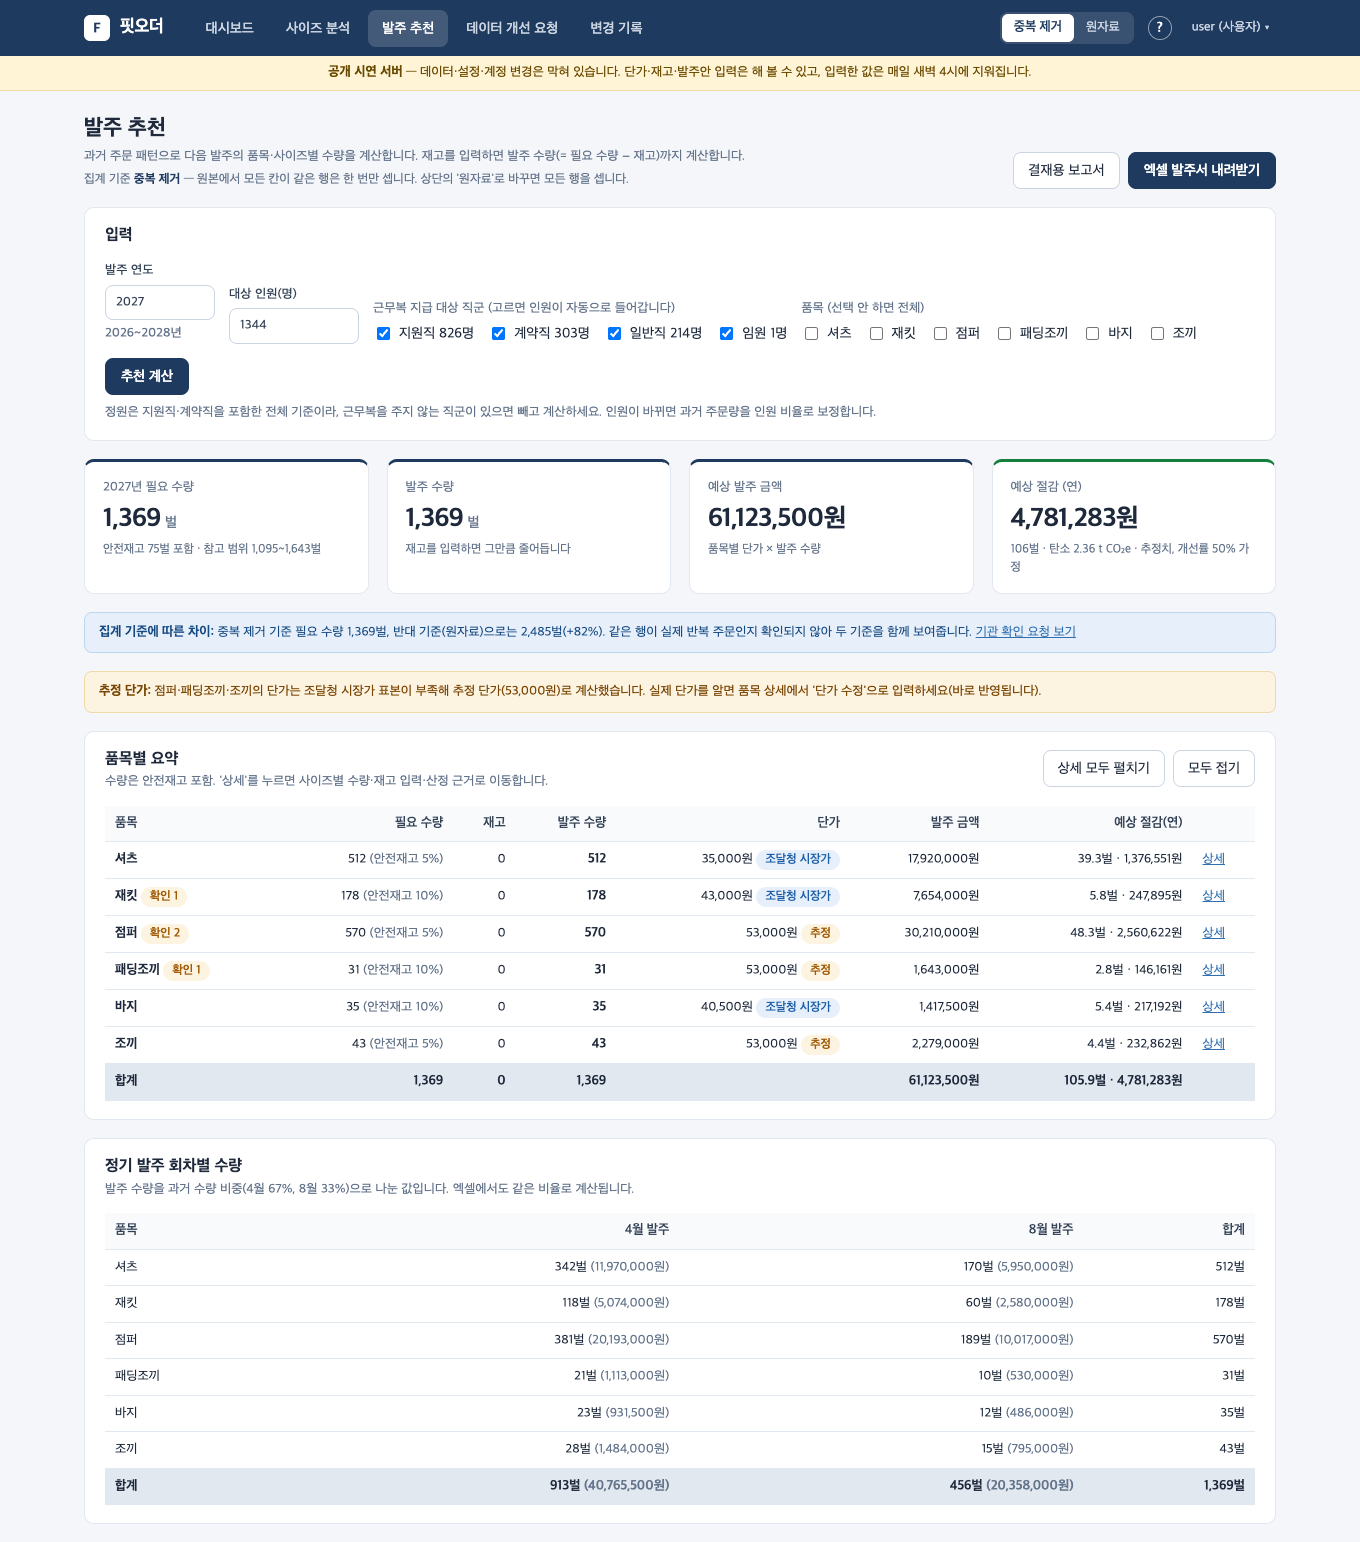 F 핏오더 대시보드 사이즈 분석 발주 추천 데이터 개선 요청 변경 기록 중복 제거 원자료 ? user (사용자) ▾
공개 시연 서버 — 데이터·설정·계정 변경은 막혀 있습니다. 단가·재고·발주안 입력은 해 볼 수 있고, 입력한 값은 매일 새벽 4시에 지워집니다.
발주 추천
과거 주문 패턴으로 다음 발주의 품목·사이즈별 수량을 계산합니다. 재고를 입력하면 발주 수량(= 필요 수량 − 재고)까지 계산합니다.
집계 기준 중복 제거 — 원본에서 모든 칸이 같은 행은 한 번만 셉니다. 상단의 '원자료'로 바꾸면 모든 행을 셉니다.
결재용 보고서 엑셀 발주서 내려받기
입력
발주 연도
2027
2026~2028년
대상 인원(명)
1344
근무복 지급 대상 직군 (고르면 인원이 자동으로 들어갑니다)
지원직 826명 계약직 303명 일반직 214명 임원 1명
품목 (선택 안 하면 전체)
셔츠 재킷 점퍼 패딩조끼 바지 조끼
추천 계산
정원은 지원직·계약직을 포함한 전체 기준이라, 근무복을 주지 않는 직군이 있으면 빼고 계산하세요. 인원이 바뀌면 과거 주문량을 인원 비율로 보정합니다.
2027년 필요 수량
1,369 벌
안전재고 75벌 포함 · 참고 범위 1,095~1,643벌
발주 수량
1,369 벌
재고를 입력하면 그만큼 줄어듭니다
예상 발주 금액
61,123,500원
품목별 단가 × 발주 수량
예상 절감 (연)
4,781,283원
106벌 · 탄소 2.36 t CO₂e · 추정치, 개선률 50% 가
정
집계 기준에 따른 차이: 중복 제거 기준 필요 수량 1,369벌, 반대 기준(원자료)으로는 2,485벌(+82%). 같은 행이 실제 반복 주문인지 확인되지 않아 두 기준을 함께 보여줍니다. 기관 확인 요청 보기
추정 단가: 점퍼·패딩조끼·조끼의 단가는 조달청 시장가 표본이 부족해 추정 단가(53,000원)로 계산했습니다. 실제 단가를 알면 품목 상세에서 '단가 수정'으로 입력하세요(바로 반영됩니다).
품목별 요약
수량은 안전재고 포함. '상세'를 누르면 사이즈별 수량·재고 입력·산정 근거로 이동합니다.
상세 모두 펼치기 모두 접기
품목 필요 수량 재고 발주 수량 단가 발주 금액 예상 절감(연)
셔츠 512 (안전재고 5%) 0 512 35,000원 조달청 시장가 17,920,000원 39.3벌 · 1,376,551원 상세
재킷 확인 1 178 (안전재고 10%) 0 178 43,000원 조달청 시장가 7,654,000원 5.8벌 · 247,895원 상세
점퍼 확인 2 570 (안전재고 5%) 0 570 53,000원 추정 30,210,000원 48.3벌 · 2,560,622원 상세
패딩조끼 확인 1 31 (안전재고 10%) 0 31 53,000원 추정 1,643,000원 2.8벌 · 146,161원 상세
바지 35 (안전재고 10%) 0 35 40,500원 조달청 시장가 1,417,500원 5.4벌 · 217,192원 상세
조끼 43 (안전재고 5%) 0 43 53,000원 추정 2,279,000원 4.4벌 · 232,862원 상세
합계 1,369 0 1,369 61,123,500원 105.9벌 · 4,781,283원
정기 발주 회차별 수량
발주 수량을 과거 수량 비중(4월 67%, 8월 33%)으로 나눈 값입니다. 엑셀에서도 같은 비율로 계산됩니다.
품목 4월 발주 8월 발주 합계
셔츠 342벌 (11,970,000원) 170벌 (5,950,000원) 512벌
재킷 118벌 (5,074,000원) 60벌 (2,580,000원) 178벌
점퍼 381벌 (20,193,000원) 189벌 (10,017,000원) 570벌
패딩조끼 21벌 (1,113,000원) 10벌 (530,000원) 31벌
바지 23벌 (931,500원) 12벌 (486,000원) 35벌
조끼 28벌 (1,484,000원) 15벌 (795,000원) 43벌
합계 913벌 (40,765,500원) 456벌 (20,358,000원) 1,369벌